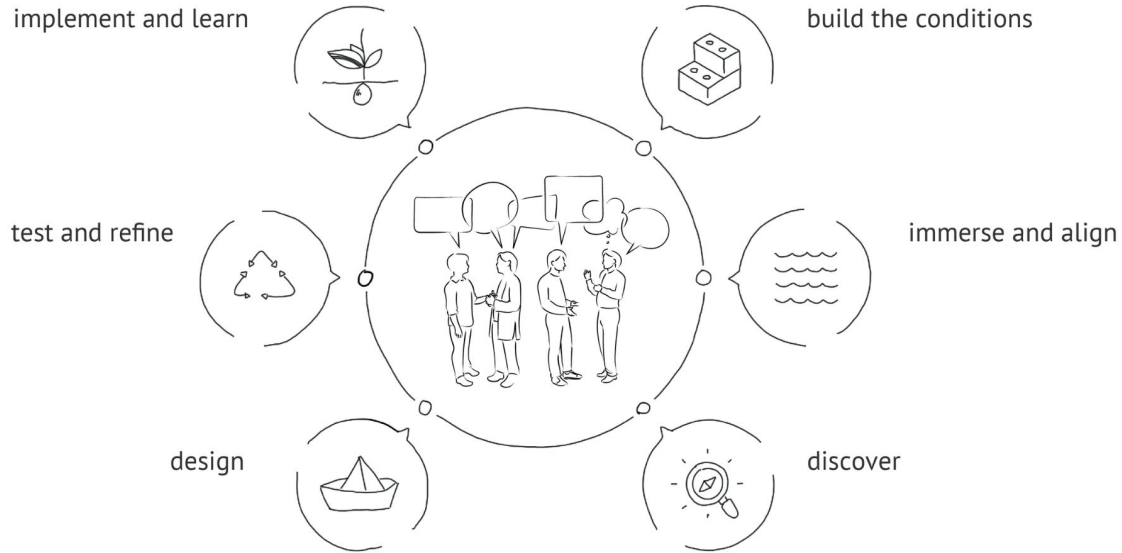 implement and learn
build the conditions
test and refine
immerse and align
design
discover